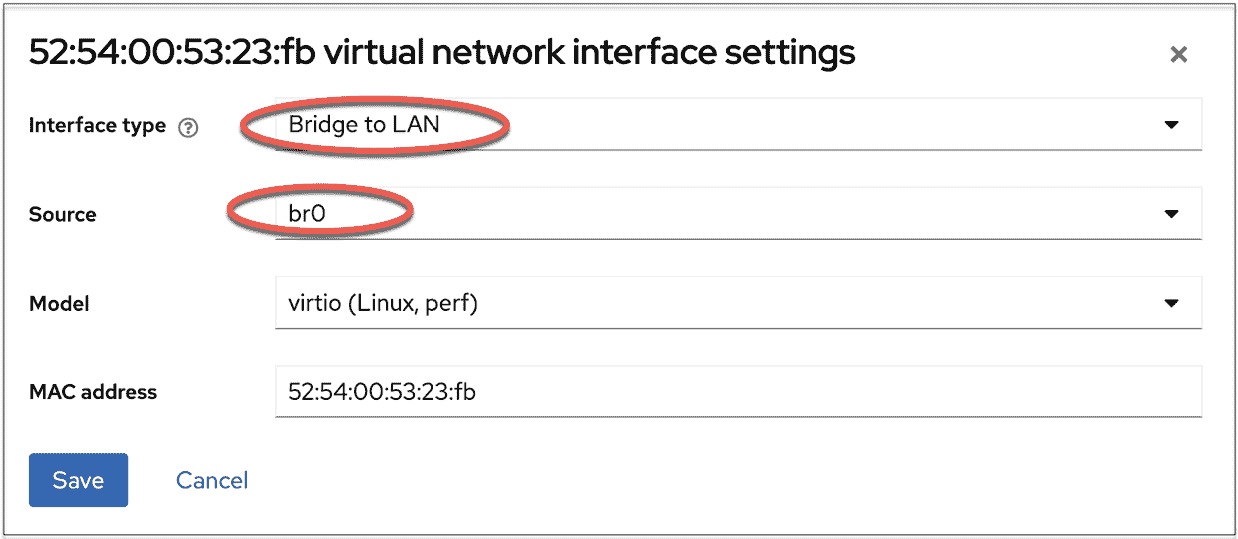 52:54:00:53:23:fb virtual network interface settings
Interface type ? Bridge to LAN
Source br0
Model virtio (Linux, perf)
MAC address 52:54:00:53:23:fb
Save Cancel